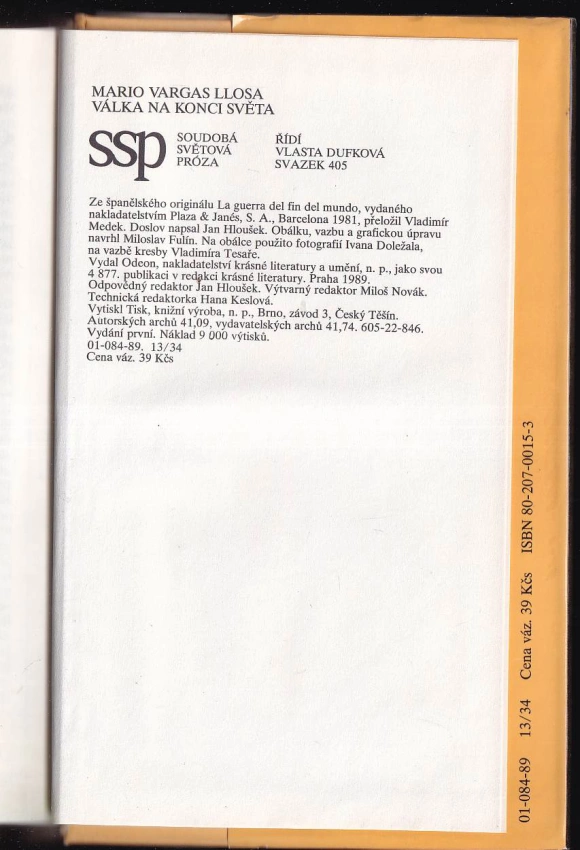 MARIO VARGAS LLOSA
VÁLKA NA KONCI SVĚTA
ssp
SOUDOBÁ
SVĚTOVÁ
PRÓZA
ŘÍDÍ
VLASTA DUFKOVÁ
SVAZEK 405
Ze španělského originálu La guerra del fin del mundo, vydaného
nakladatelstvím Plaza & Janés, S. A., Barcelona 1981, přeložil Vladimír
Medek. Doslov napsal Jan Hloušek. Obálku, vazbu a grafickou úpravu
navrhl Miloslav Fulín. Na obálce použito fotografií Ivana Doležala,
na vazbě kresby Vladimíra Tesaře.
Vydal Odeon, nakladatelství krásné literatury a umění, n. p., jako svou
4 877. publikaci v redakci krásné literatury. Praha 1989.
Odpovědný redaktor Jan Hloušek. Výtvarný redaktor Miloš Novák.
Technická redaktorka Hana Keslová.
Vytiskl Tisk, knižní výroba, n. p., Brno, závod 3, Český Těšín.
Autorských archů 41,09, vydavatelských archů 41,74. 605-22-846.
Vydání první. Náklad 9 000 výtisků.
01-084-89. 13/34
Cena váz. 39 Kčs
01-084-89 13/34 Cena váz. 39 Kčs ISBN 80-207-0015-3